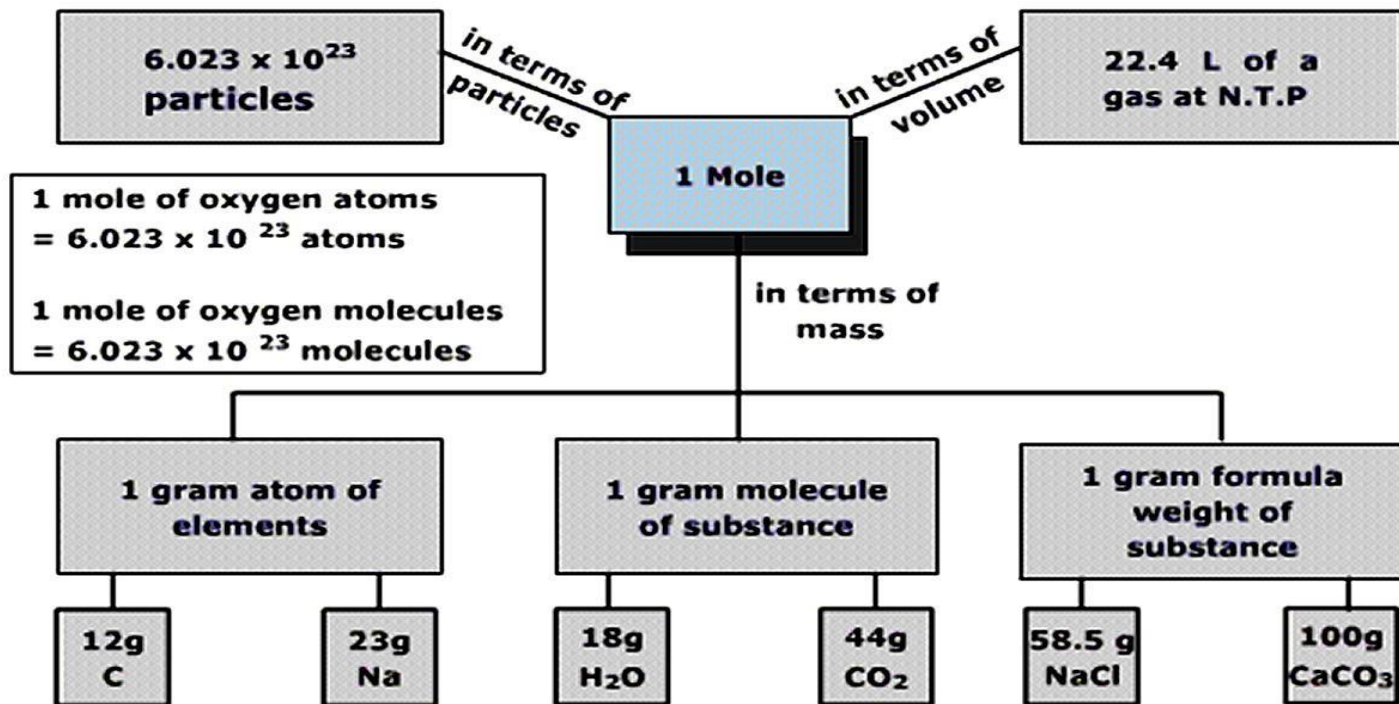 6.023 x 10²³
particles
in terms of
particles
in terms of
volume
22.4 L of a
gas at N.T.P
1 Mole
1 mole of oxygen atoms
= 6.023 x 10 ²³ atoms
1 mole of oxygen molecules
= 6.023 x 10 ²³ molecules
in terms of
mass
1 gram atom of
elements
1 gram molecule
of substance
1 gram formula
weight of
substance
12g
C
23g
Na
18g
H₂O
44g
CO₂
58.5 g
NaCl
100g
CaCO₃